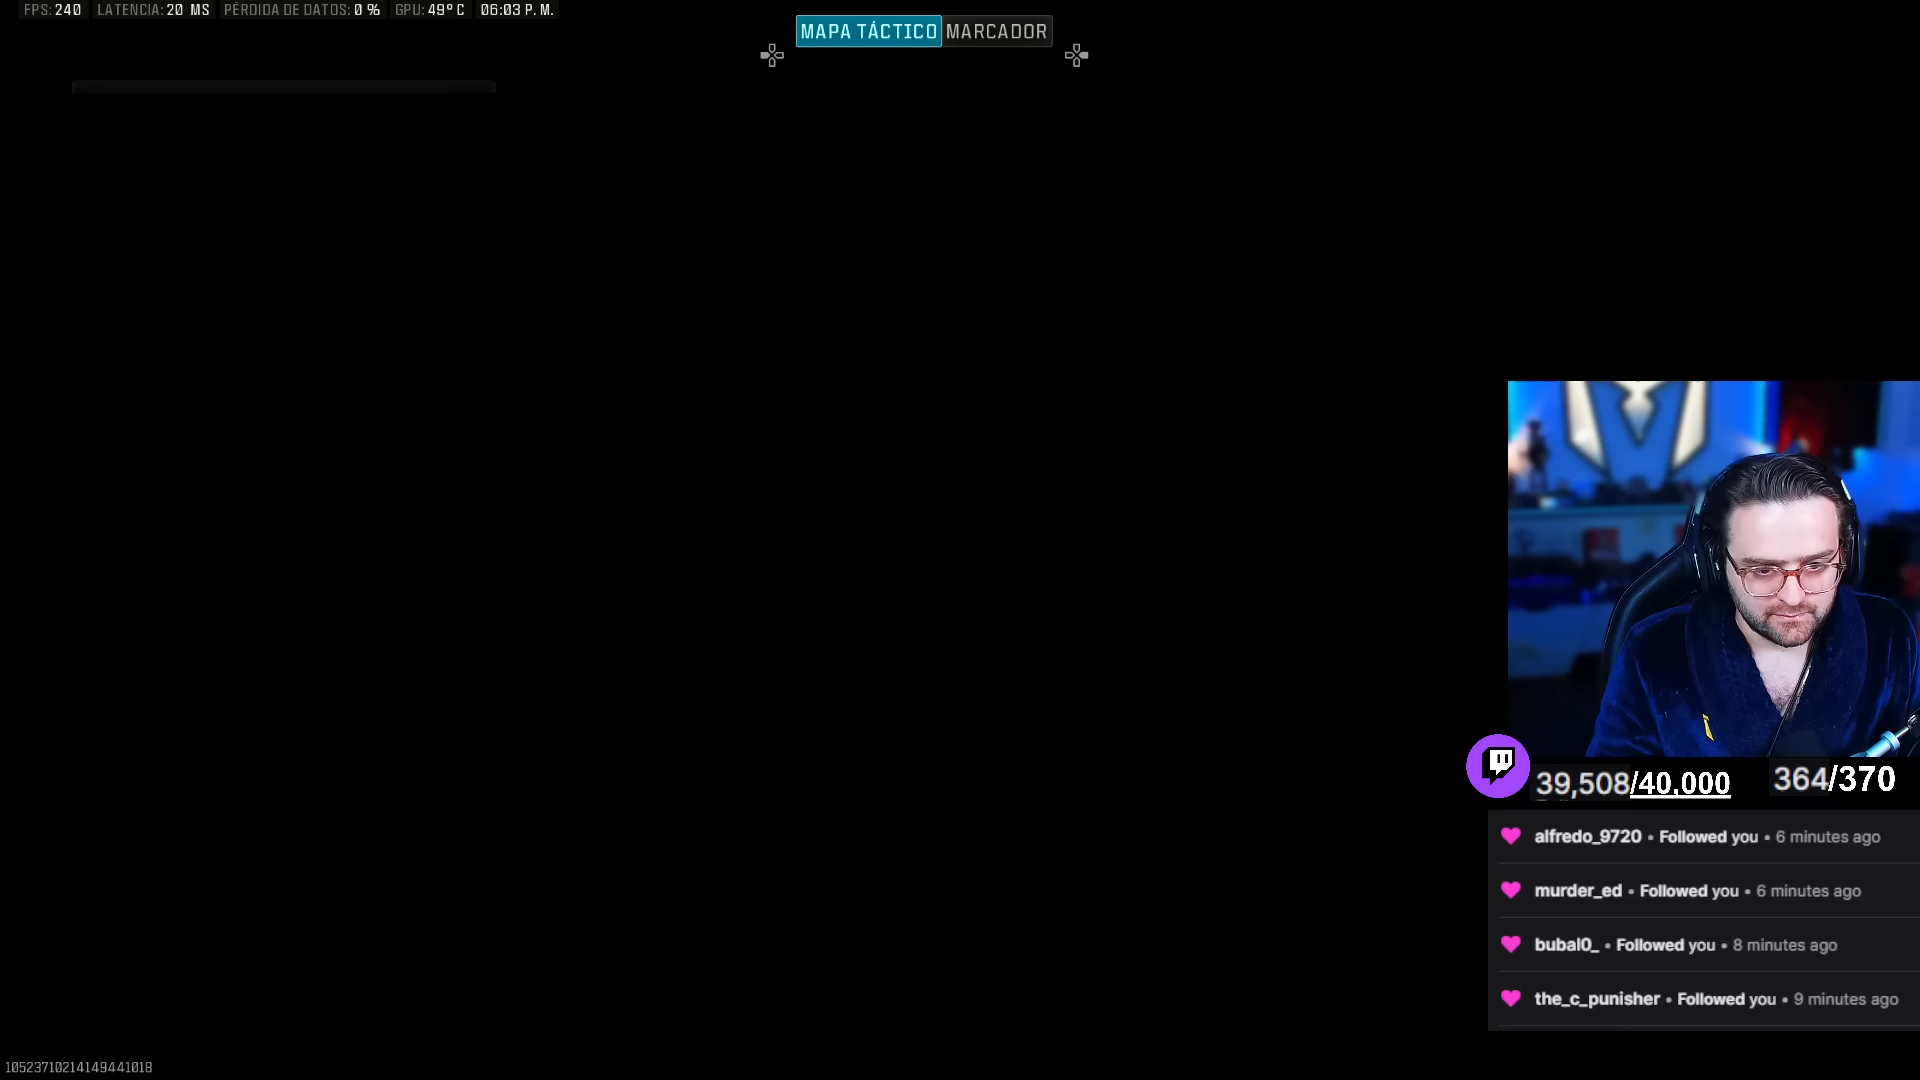 FPS: 240 LATENCIA: 20 MS PÉRDIDA DE DATOS: 0 % GPU: 49º C 06:03 P. M.
MAPA TÁCTICO MARCADOR
39,508/40,000 364/370
alfredo_9720 • Followed you • 6 minutes ago
murder_ed • Followed you • 6 minutes ago
bubal0_ • Followed you • 8 minutes ago
the_c_punisher • Followed you • 9 minutes ago
10523710214149441018